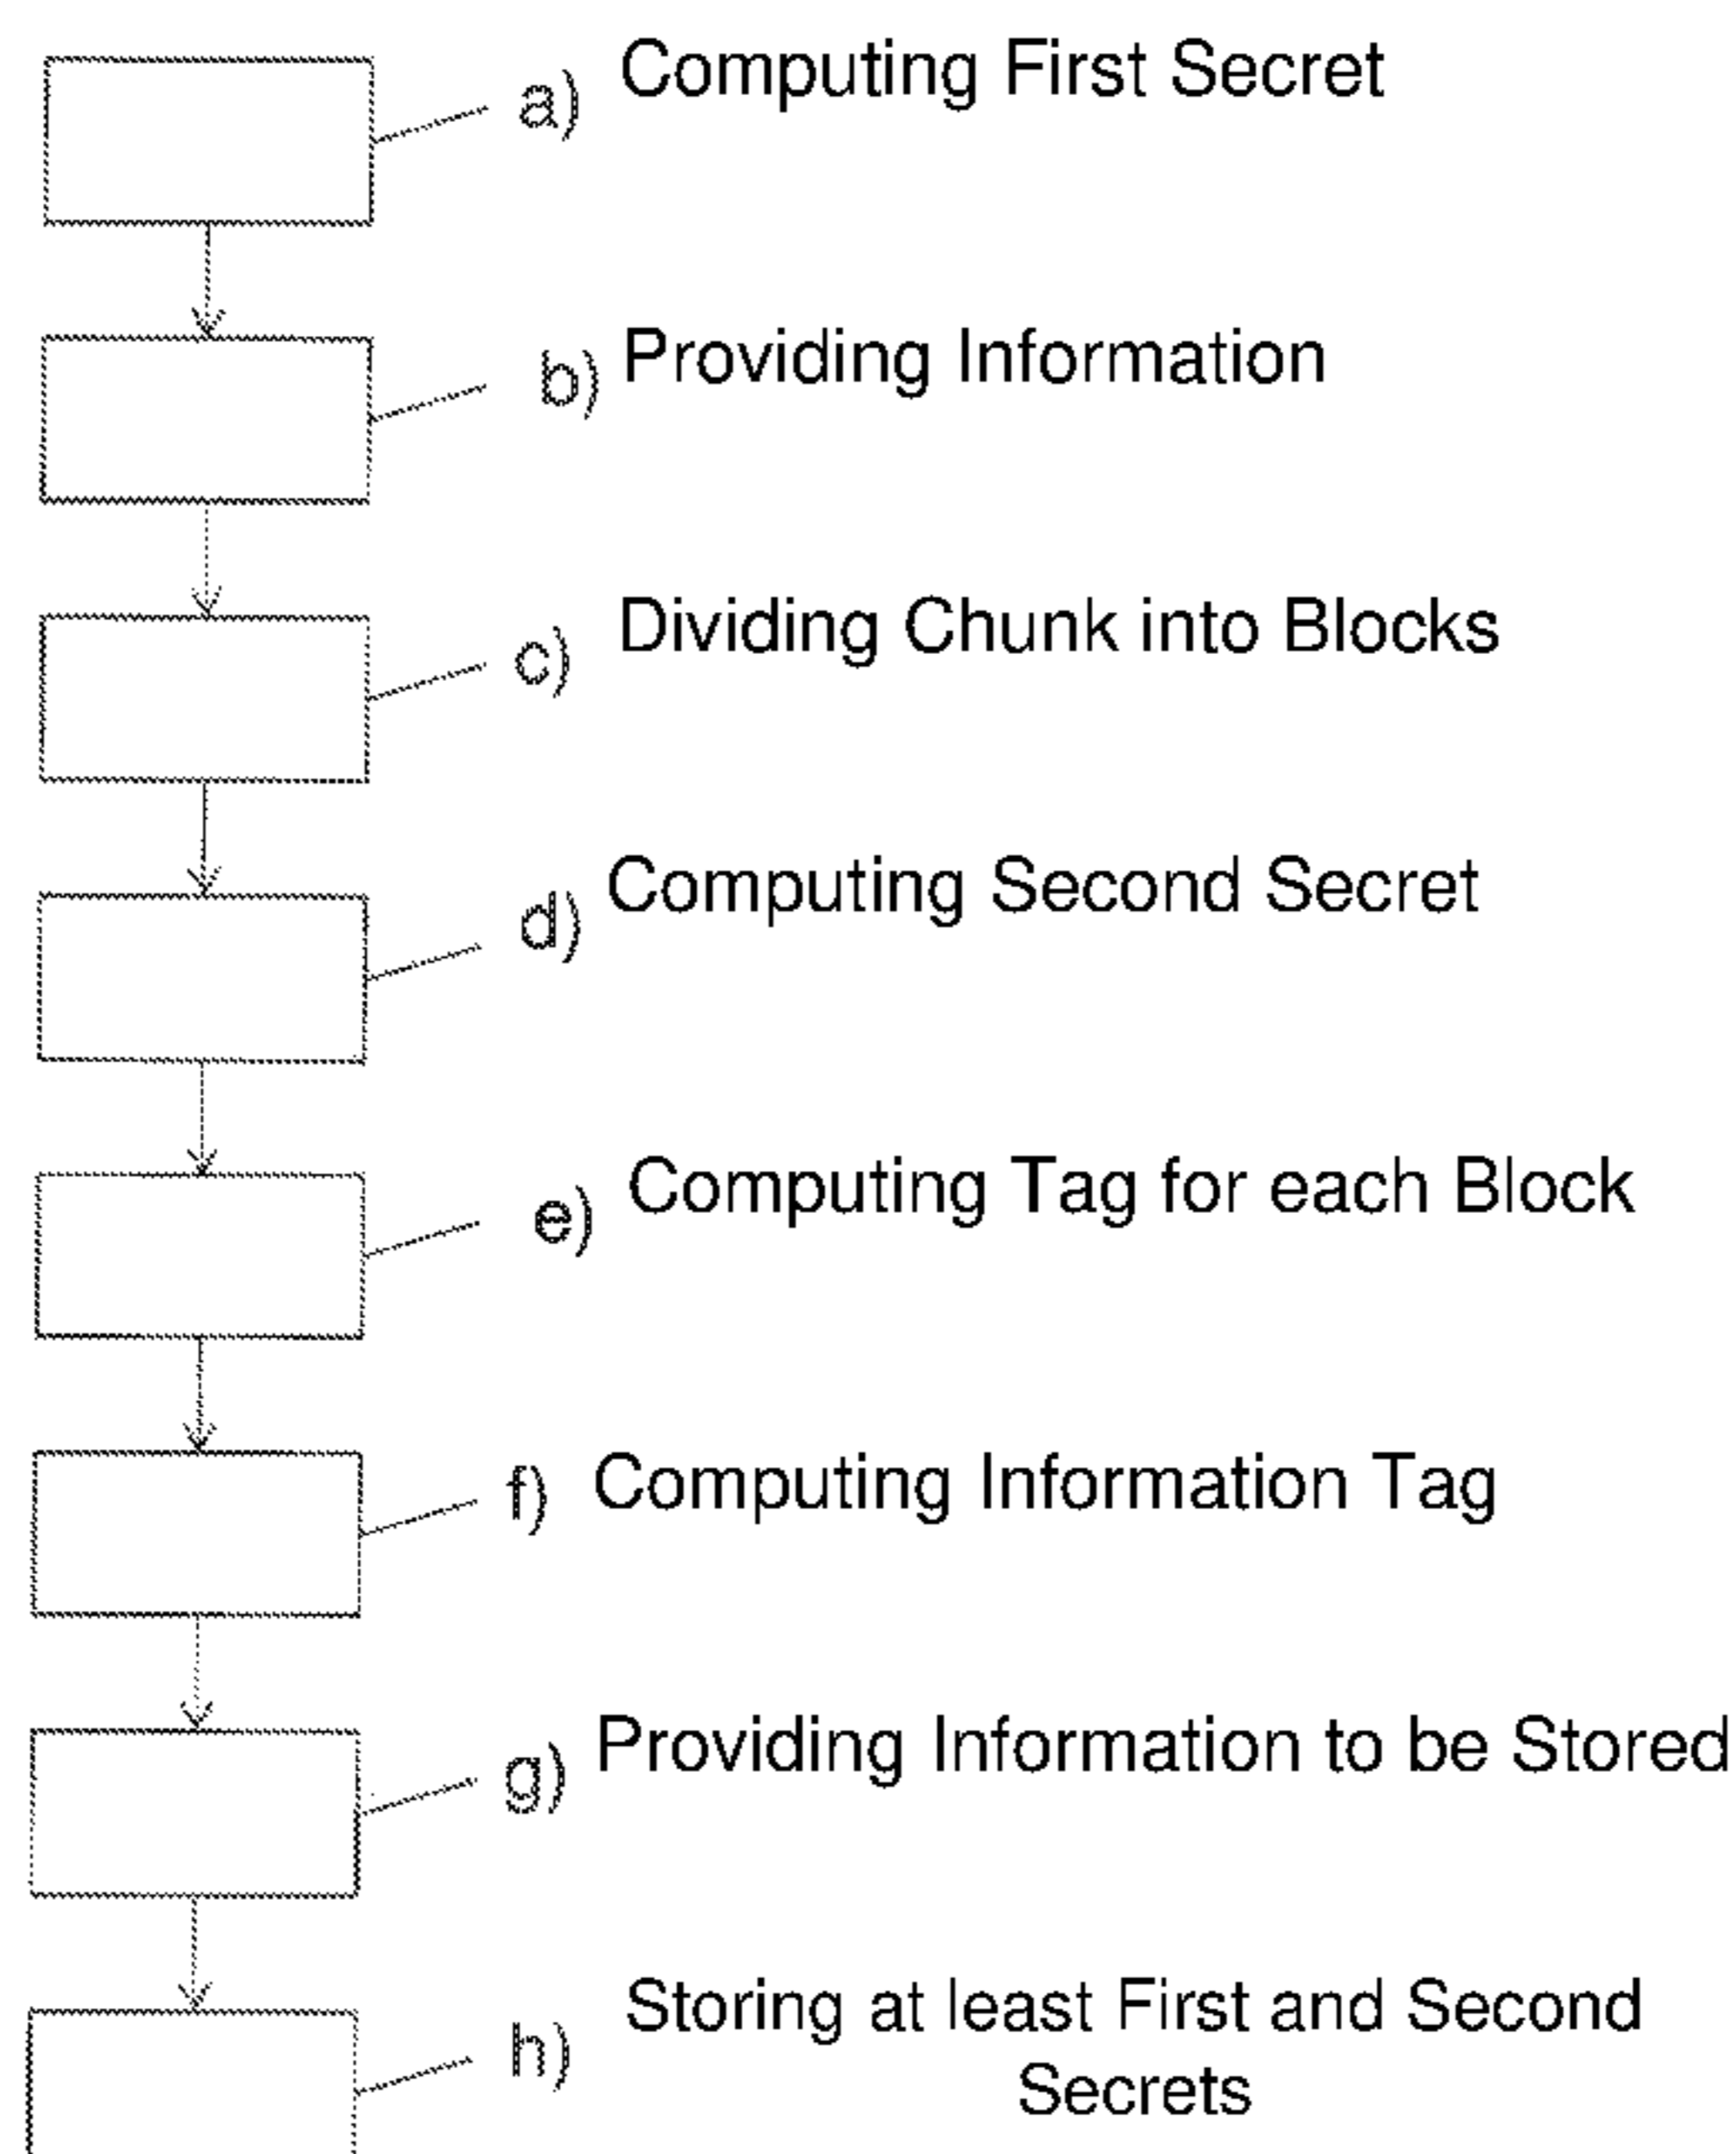 a) Computing First Secret
b) Providing Information
c) Dividing Chunk into Blocks
d) Computing Second Secret
e) Computing Tag for each Block
f) Computing Information Tag
g) Providing Information to be Stored
h) Storing at least First and Second
Secrets